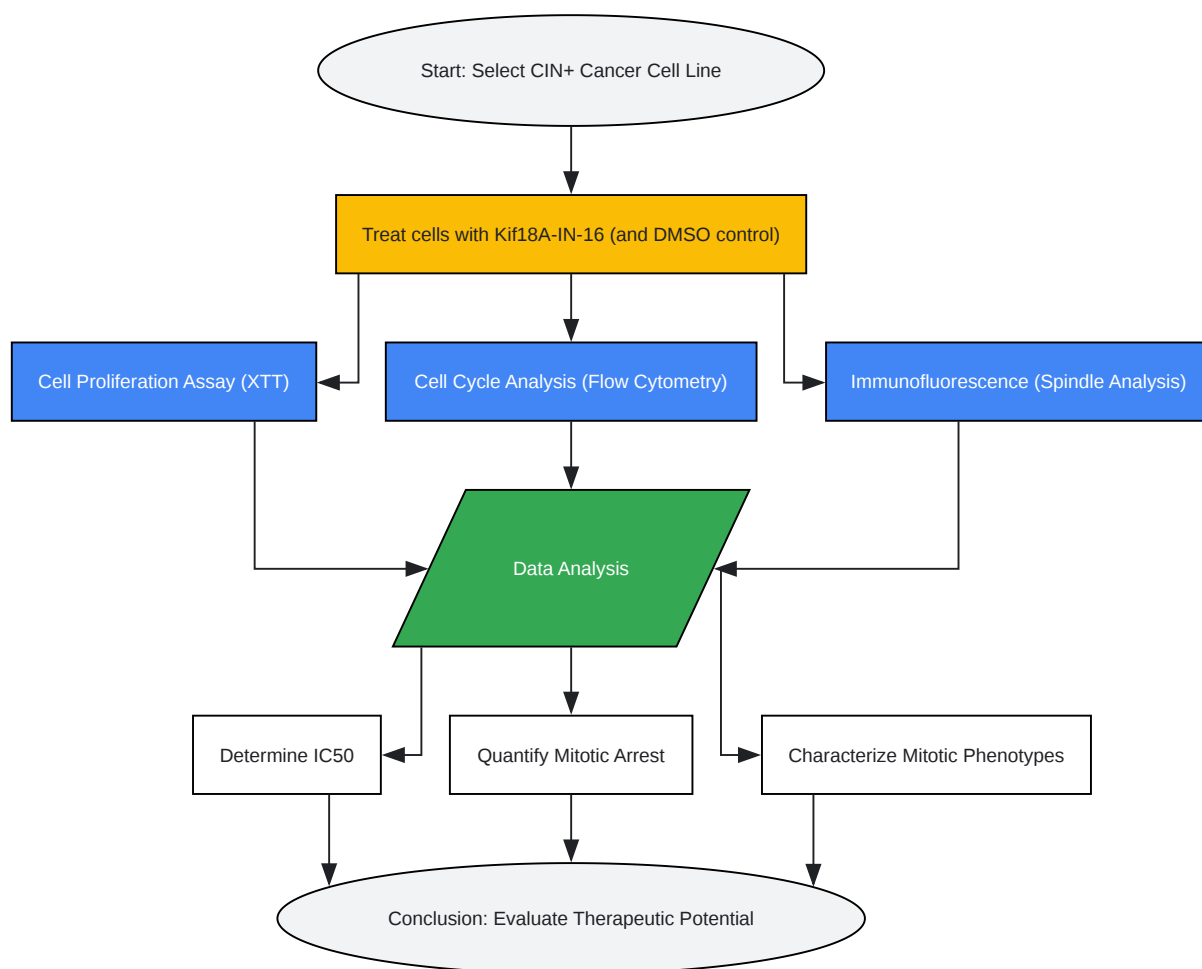 Start: Select CIN+ Cancer Cell Line
Treat cells with Kif18A-IN-16 (and DMSO control)
Cell Proliferation Assay (XTT)
Cell Cycle Analysis (Flow Cytometry)
Immunofluorescence (Spindle Analysis)
Data Analysis
Determine IC50
Quantify Mitotic Arrest
Characterize Mitotic Phenotypes
Conclusion: Evaluate Therapeutic Potential